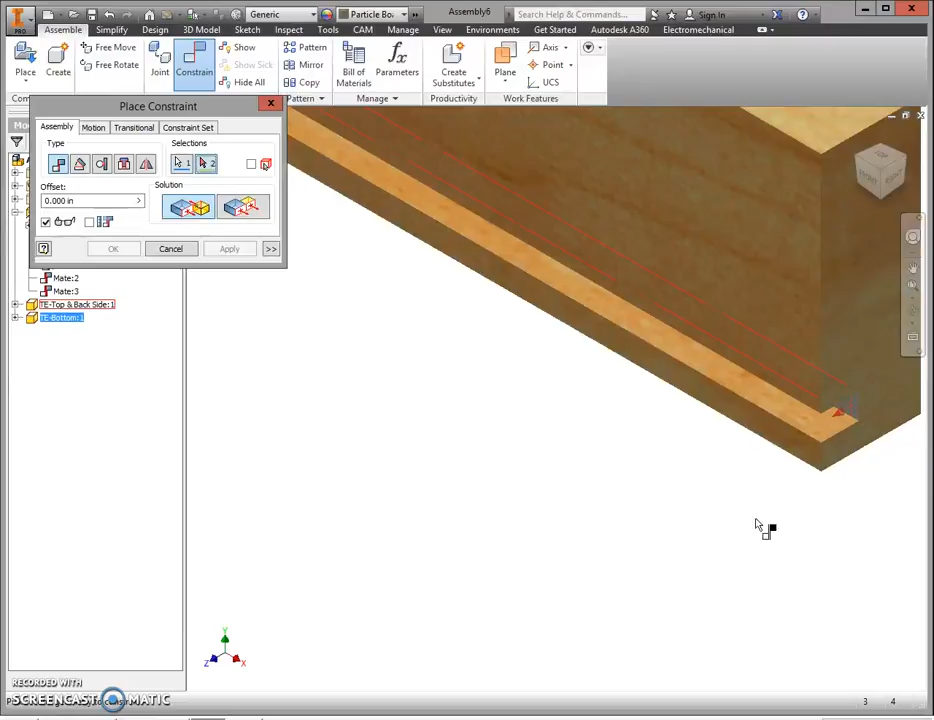 Generic
Particle Bo
Assembly6
Search Help & Commands...
Sign In
PRO
Assemble
Simplify
Design
3D Model
Sketch
Inspect
Tools
CAM
Manage
View
Environments
Get Started
Autodesk A360
Electromechanical
Place
Create
Free Move
Free Rotate
Joint
Constrain
Show
Show Sick
Hide All
Pattern
Mirror
Copy
Bill of
Materials
Parameters
Create
Substitutes
Plane
Axis
Point
UCS
Pattern
Manage
Productivity
Work Features
Place Constraint
Assembly
Motion
Transitional
Constraint Set
Type
Selections
1
2
Offset:
0.000 in
Solution
OK
Cancel
Apply
>>
Mate:2
Mate:3
TE-Top & Back Side:1
TE-Bottom:1
Y
Z
X
RECORDED WITH
SCREENCAST-O-MATIC
3
4